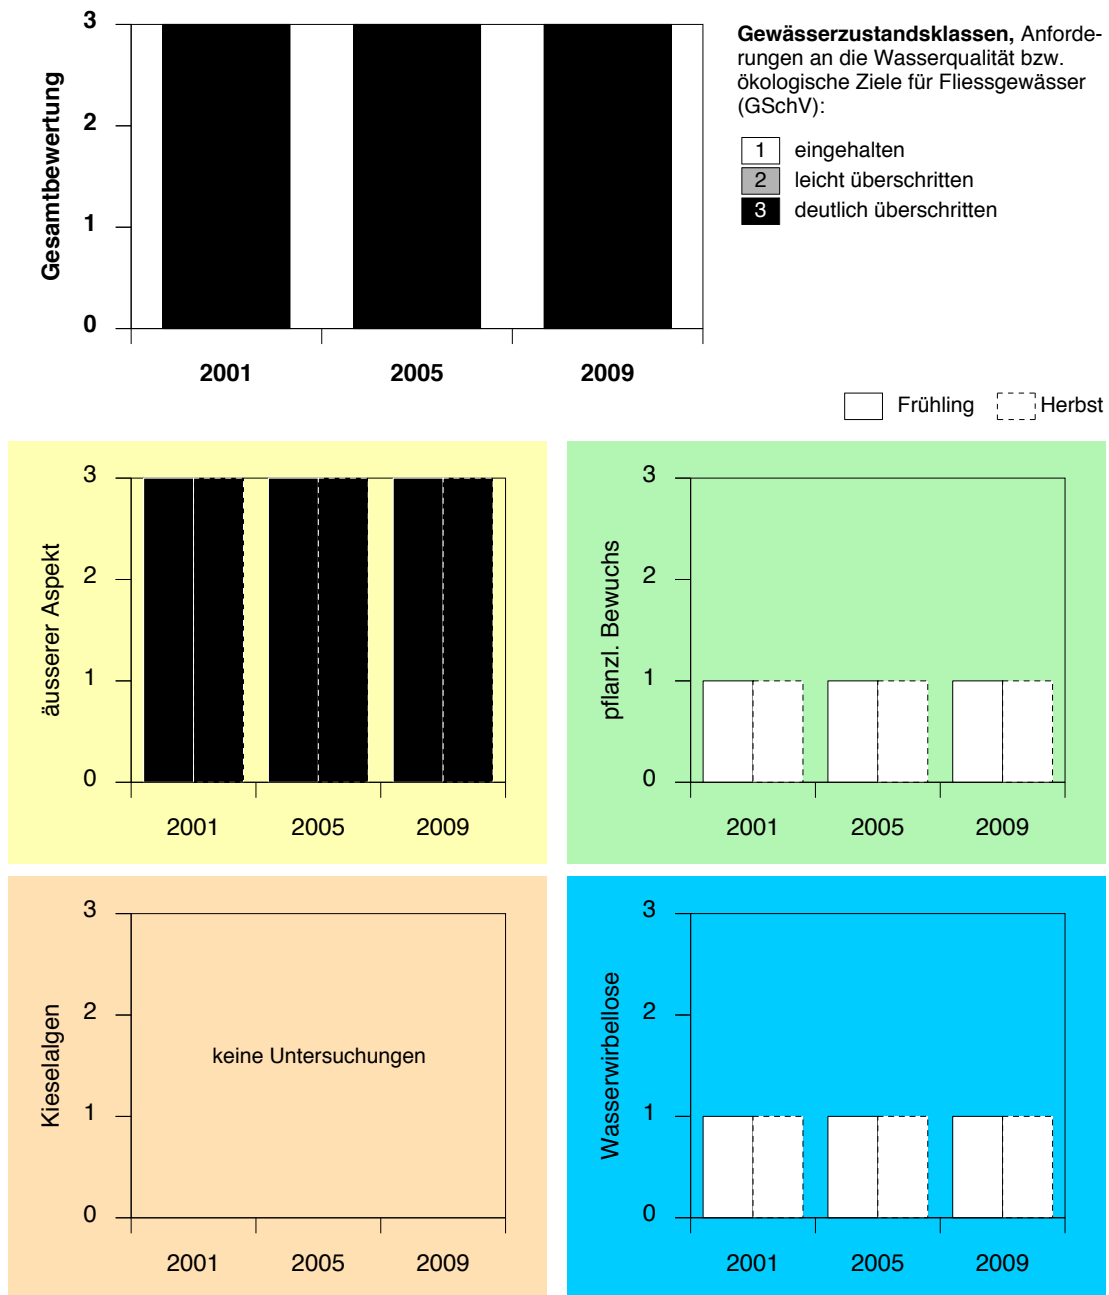 Gesamtbewertung
3
2
1
0
2001 2005 2009
Gewässerzustandsklassen, Anforde-
rungen an die Wasserqualität bzw.
ökologische Ziele für Fliessgewässer
(GSchV):
1 eingehalten
2 leicht überschritten
3 deutlich überschritten
Frühling Herbst
äusserer Aspekt
3
2
1
0
2001 2005 2009
pflanzl. Bewuchs
3
2
1
0
2001 2005 2009
Kieselalgen
3
2
1
0
keine Untersuchungen
2001 2005 2009
Wasserwirbellose
3
2
1
0
2001 2005 2009